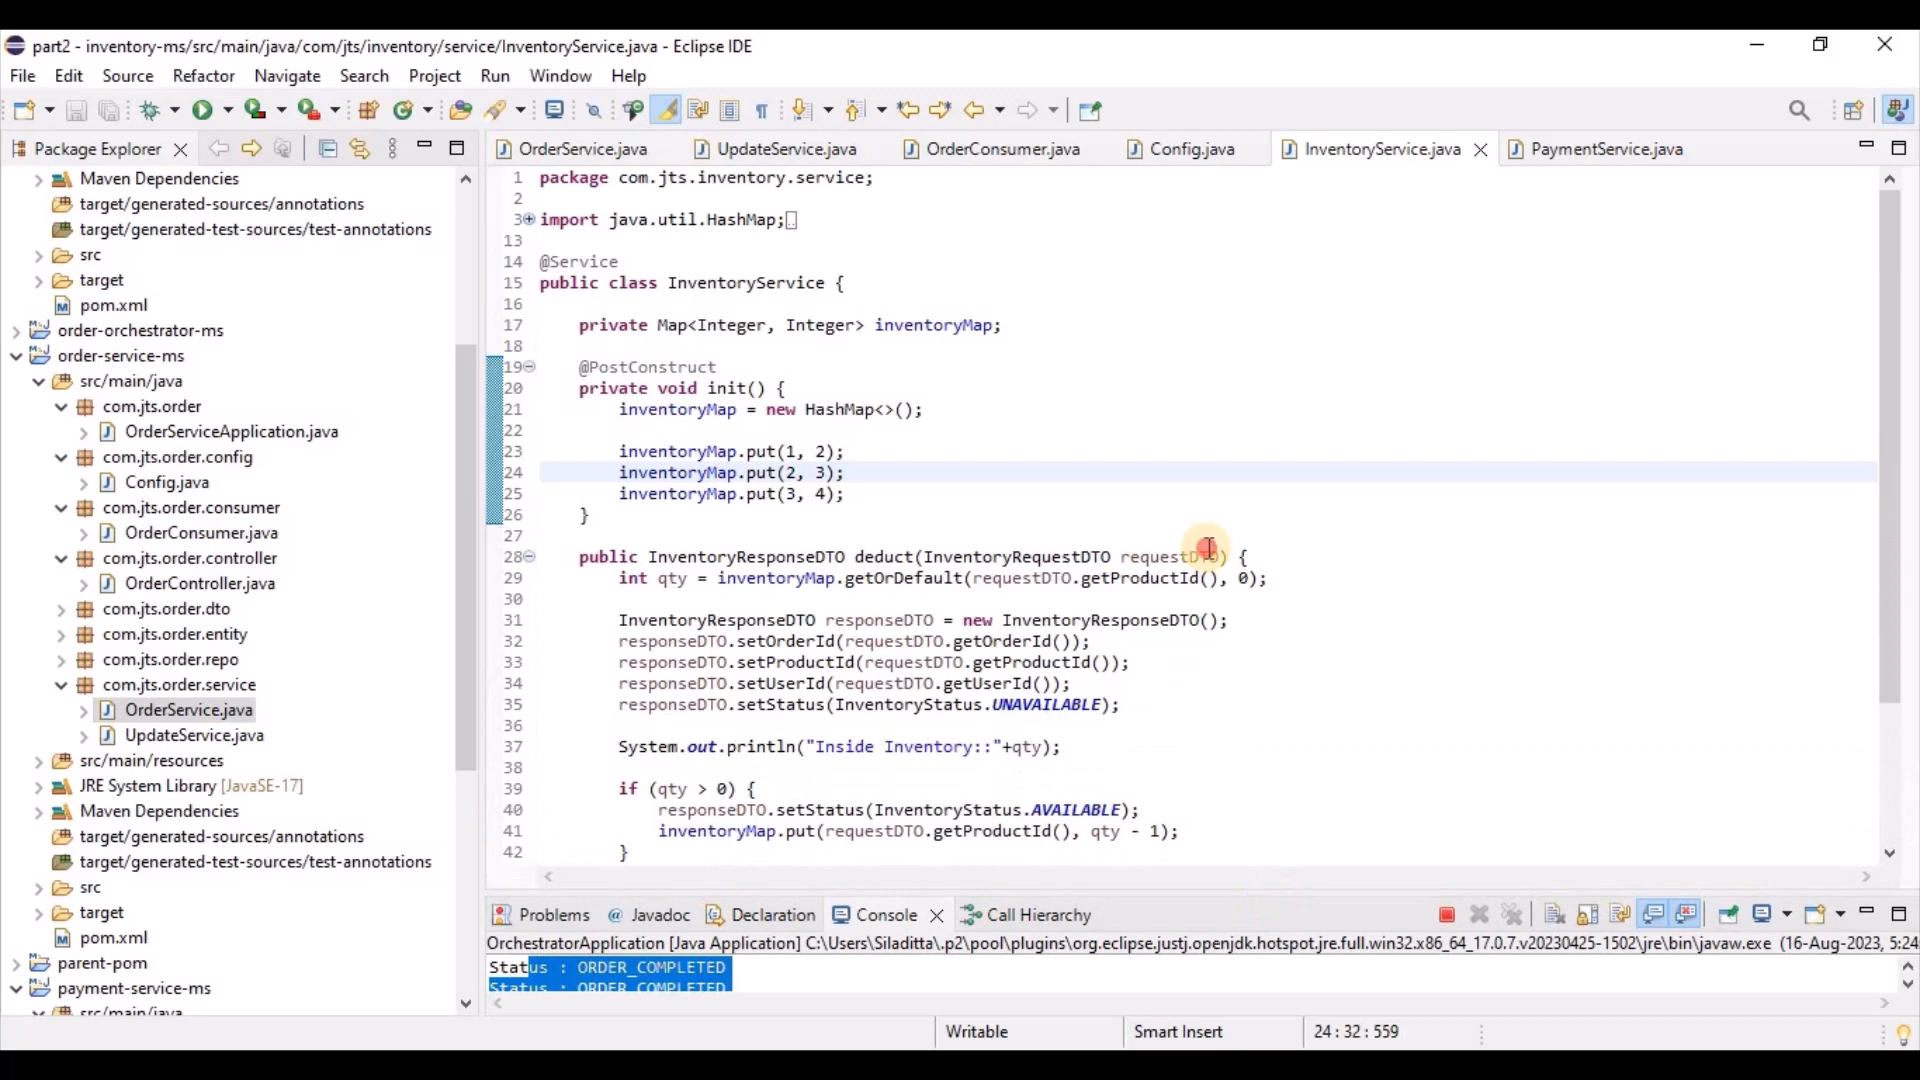 part2 - inventory-ms/src/main/java/com/jts/inventory/service/InventoryService.java - Eclipse IDE
File Edit Source Refactor Navigate Search Project Run Window Help
Package Explorer
Maven Dependencies
target/generated-sources/annotations
target/generated-test-sources/test-annotations
src
target
pom.xml
order-orchestrator-ms
order-service-ms
src/main/java
com.jts.order
OrderServiceApplication.java
com.jts.order.config
Config.java
com.jts.order.consumer
OrderConsumer.java
com.jts.order.controller
OrderController.java
com.jts.order.dto
com.jts.order.entity
com.jts.order.repo
com.jts.order.service
OrderService.java
UpdateService.java
src/main/resources
JRE System Library [JavaSE-17]
Maven Dependencies
target/generated-sources/annotations
target/generated-test-sources/test-annotations
src
target
pom.xml
parent-pom
payment-service-ms
src/main/java
OrderService.java UpdateService.java OrderConsumer.java Config.java InventoryService.java PaymentService.java
1 package com.jts.inventory.service;
2
3 import java.util.HashMap;
13
14 @Service
15 public class InventoryService {
16
17 private Map<Integer, Integer> inventoryMap;
18
19 @PostConstruct
20 private void init() {
21 inventoryMap = new HashMap<>();
22
23 inventoryMap.put(1, 2);
24 inventoryMap.put(2, 3);
25 inventoryMap.put(3, 4);
26 }
27
28 public InventoryResponseDTO deduct(InventoryRequestDTO requestDTO) {
29 int qty = inventoryMap.getOrDefault(requestDTO.getProductId(), 0);
30
31 InventoryResponseDTO responseDTO = new InventoryResponseDTO();
32 responseDTO.setOrderId(requestDTO.getOrderId());
33 responseDTO.setProductId(requestDTO.getProductId());
34 responseDTO.setUserId(requestDTO.getUserId());
35 responseDTO.setStatus(InventoryStatus.UNAVAILABLE);
36
37 System.out.println("Inside Inventory::"+qty);
38
39 if (qty > 0) {
40 responseDTO.setStatus(InventoryStatus.AVAILABLE);
41 inventoryMap.put(requestDTO.getProductId(), qty - 1);
42 }
Problems @ Javadoc Declaration Console Call Hierarchy
OrchestratorApplication [Java Application] C:\Users\Siladitta\.p2\pool\plugins\org.eclipse.justj.openjdk.hotspot.jre.full.win32.x86_64_17.0.7.v20230425-1502\jre\bin\javaw.exe (16-Aug-2023, 5:24
Status : ORDER_COMPLETED
Status : ORDER_COMPLETED
Writable Smart Insert 24 : 32 : 559